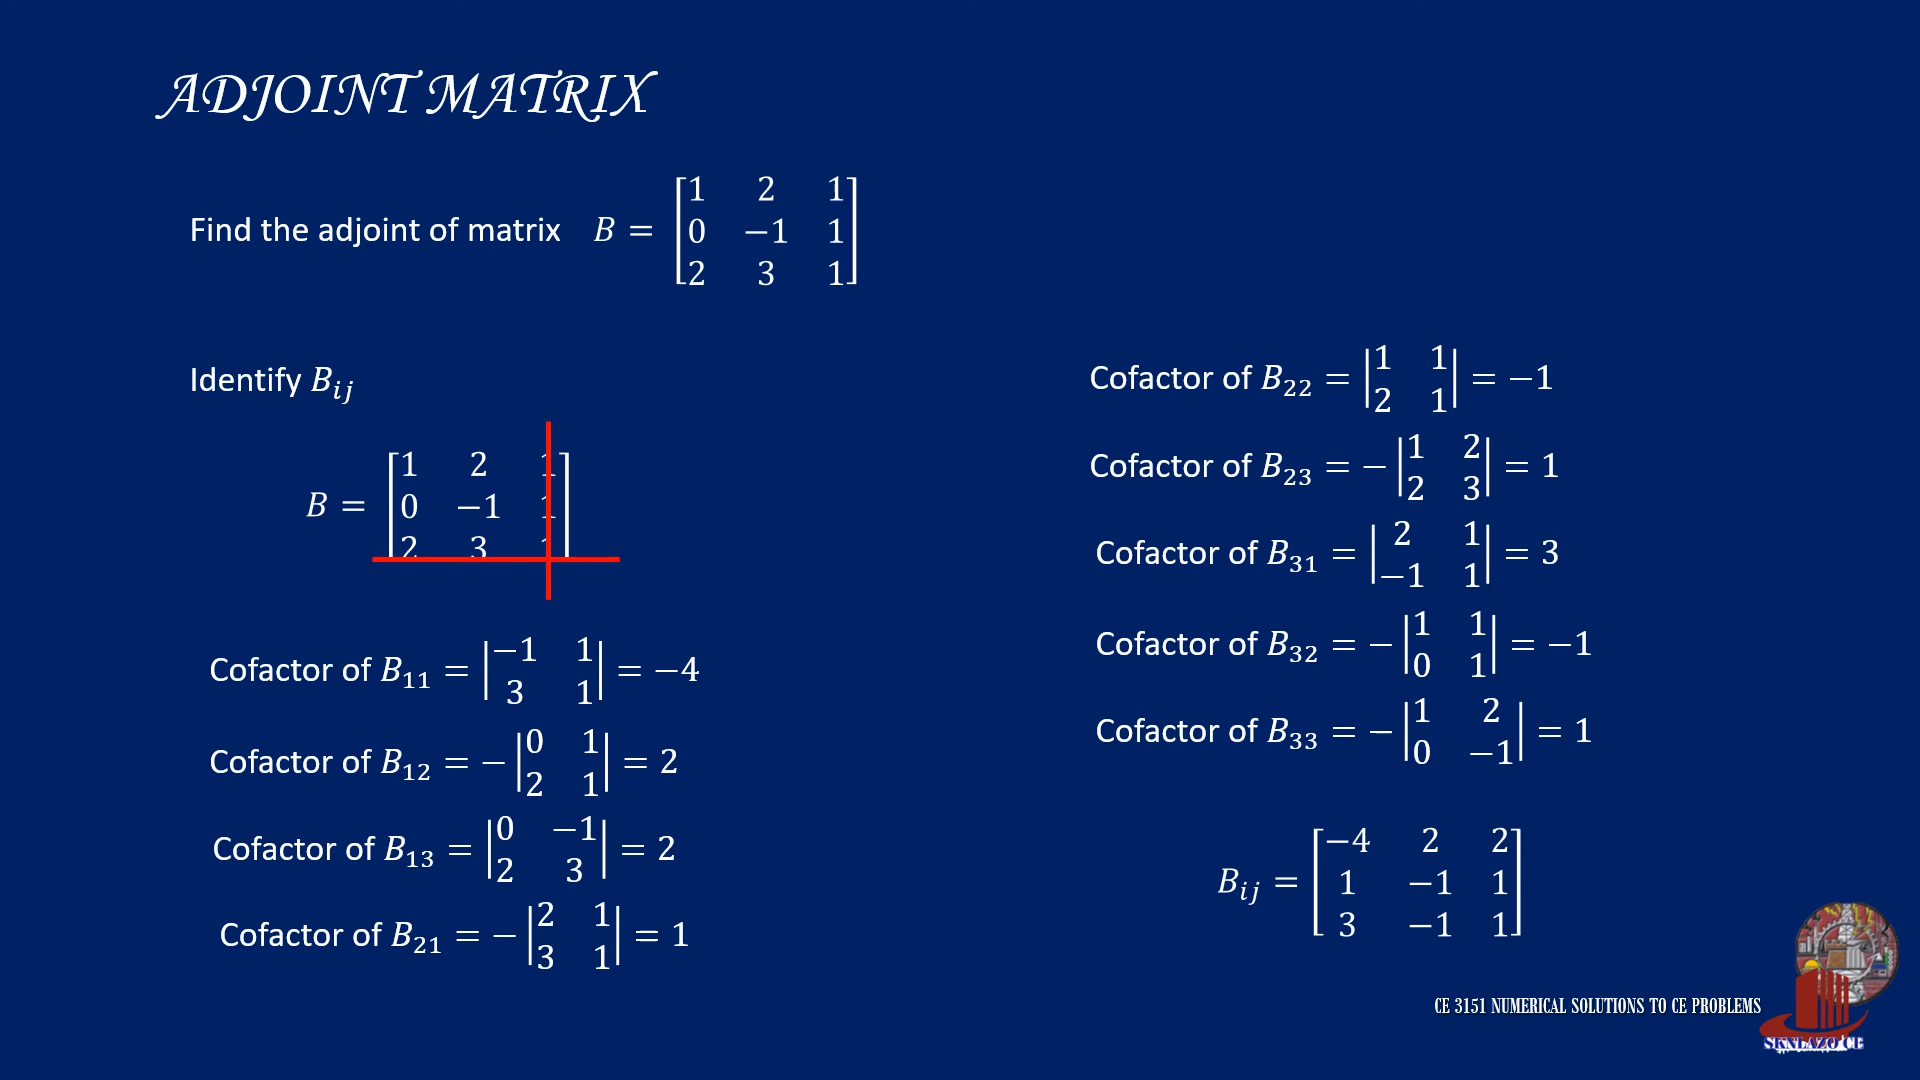 ADJOINT MATRIX
1 2 1
Find the adjoint of matrix B = 0 −1 1
2 3 1
Identify B_ij
1 2 1
B = 0 −1 1
2 3 1
Cofactor of B_11 = |−1 1; 3 1| = −4
Cofactor of B_12 = −|0 1; 2 1| = 2
Cofactor of B_13 = |0 −1; 2 3| = 2
Cofactor of B_21 = −|2 1; 3 1| = 1
Cofactor of B_22 = |1 1; 2 1| = −1
Cofactor of B_23 = −|1 2; 2 3| = 1
Cofactor of B_31 = |2 1; −1 1| = 3
Cofactor of B_32 = −|1 1; 0 1| = −1
Cofactor of B_33 = −|1 2; 0 −1| = 1
−4 2 2
B_ij = 1 −1 1
3 −1 1
CE 3151 NUMERICAL SOLUTIONS TO CE PROBLEMS
SKNLAZO CE